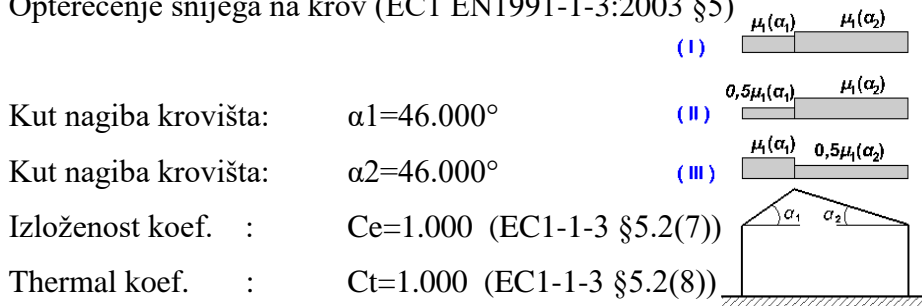 Opterećenje snijega na krov (EC1 EN1991-1-3:2003 §5)
μ₁(α₁) μ₁(α₂)
( I )
Kut nagiba krovišta: α1=46.000°
0,5μ₁(α₁) μ₁(α₂)
( II )
Kut nagiba krovišta: α2=46.000°
μ₁(α₁) 0,5μ₁(α₂)
( III )
Izloženost koef. : Ce=1.000 (EC1-1-3 §5.2(7))
α₁ α₂
Thermal koef. : Ct=1.000 (EC1-1-3 §5.2(8))